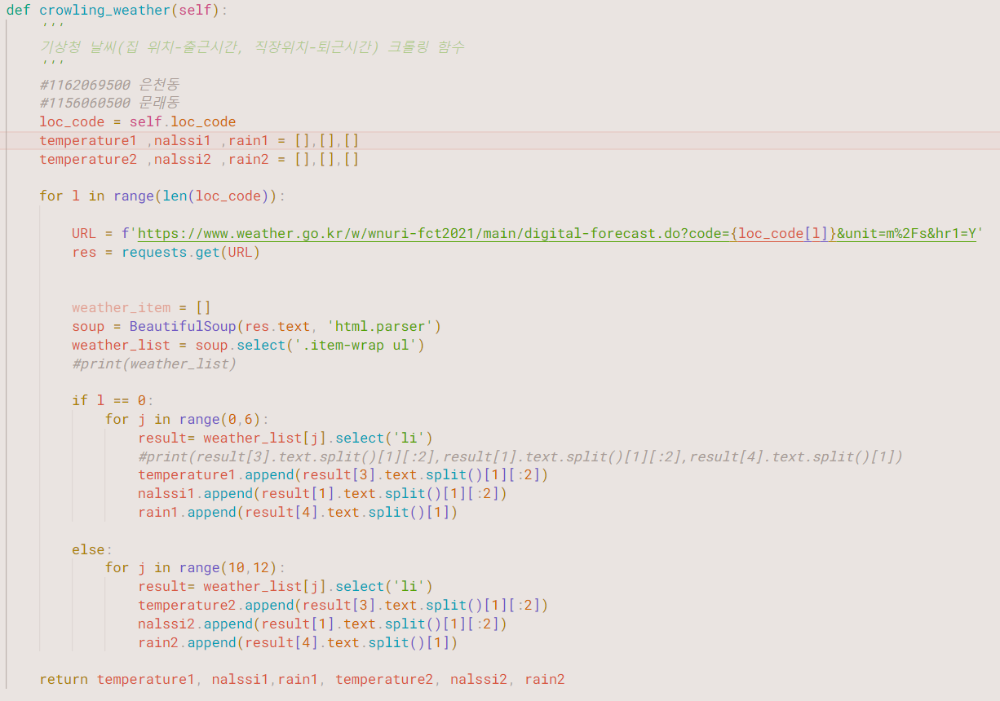 def crowling_weather(self):
    '''
    기상청 날씨(집 위치-출근시간, 직장위치-퇴근시간) 크롤링 함수
    '''
    #1162069500 은천동
    #1156060500 문래동
    loc_code = self.loc_code
    temperature1 ,nalssi1 ,rain1 = [],[],[]
    temperature2 ,nalssi2 ,rain2 = [],[],[]
    for l in range(len(loc_code)):
        URL = f'https://www.weather.go.kr/w/wnuri-fct2021/main/digital-forecast.do?code={loc_code[l]}&unit=m%2Fs&hr1=Y'
        res = requests.get(URL)
        weather_item = []
        soup = BeautifulSoup(res.text, 'html.parser')
        weather_list = soup.select('.item-wrap ul')
        #print(weather_list)
        if l == 0:
            for j in range(0,6):
                result= weather_list[j].select('li')
                #print(result[3].text.split()[1][:2],result[1].text.split()[1][:2],result[4].text.split()[1])
                temperature1.append(result[3].text.split()[1][:2])
                nalssi1.append(result[1].text.split()[1][:2])
                rain1.append(result[4].text.split()[1])
        else:
            for j in range(10,12):
                result= weather_list[j].select('li')
                temperature2.append(result[3].text.split()[1][:2])
                nalssi2.append(result[1].text.split()[1][:2])
                rain2.append(result[4].text.split()[1])
    return temperature1, nalssi1,rain1, temperature2, nalssi2, rain2